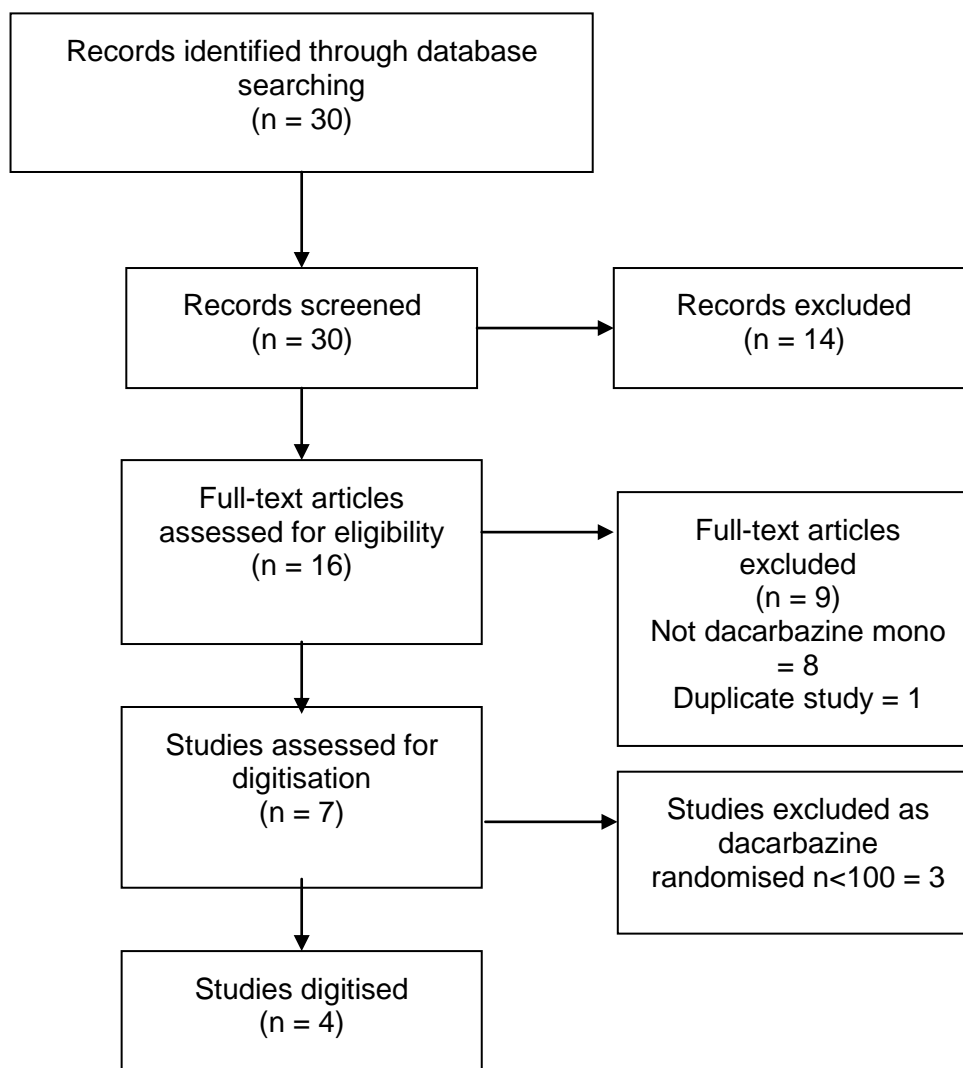 Records identified through database
searching
(n = 30)
Records screened
(n = 30)
Records excluded
(n = 14)
Full-text articles
assessed for eligibility
(n = 16)
Full-text articles
excluded
(n = 9)
Not dacarbazine mono
= 8
Duplicate study = 1
Studies assessed for
digitisation
(n = 7)
Studies excluded as
dacarbazine
randomised n<100 = 3
Studies digitised
(n = 4)